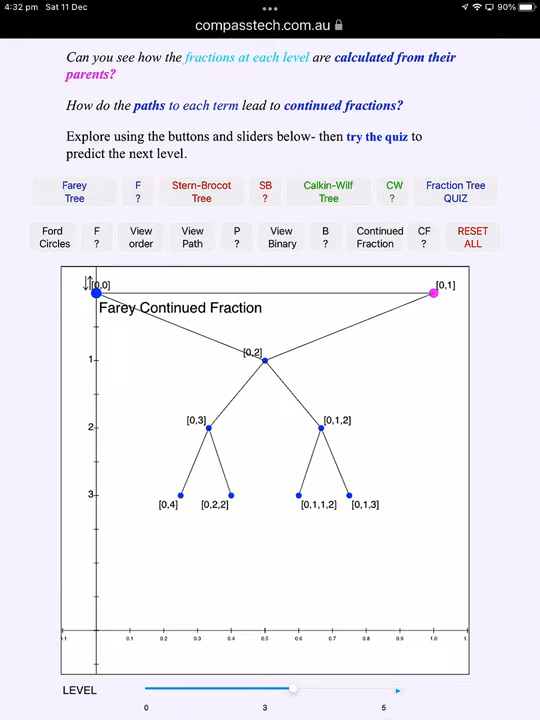 4:32 pm Sat 11 Dec
90%
compasstech.com.au
Can you see how the fractions at each level are calculated from their
parents?
How do the paths to each term lead to continued fractions?
Explore using the buttons and sliders below- then try the quiz to
predict the next level.
Farey Tree
F ?
Stern-Brocot Tree
SB ?
Calkin-Wilf Tree
CW ?
Fraction Tree QUIZ
Ford Circles
F ?
View order
View Path
P ?
View Binary
B ?
Continued Fraction
CF ?
RESET ALL
[0,0]
[0,1]
Farey Continued Fraction
[0,2]
1
[0,3]
[0,1,2]
2
3
[0,4]
[0,2,2]
[0,1,1,2]
[0,1,3]
0.1 0.2 0.3 0.4 0.5 0.6 0.7 0.8 0.9 1.0
LEVEL
0 3 5